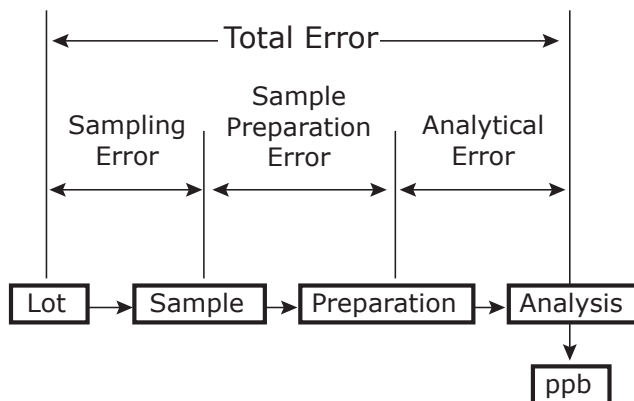 Total Error
Sampling
Error
Sample
Preparation
Error
Analytical
Error
Lot
Sample
Preparation
Analysis
ppb